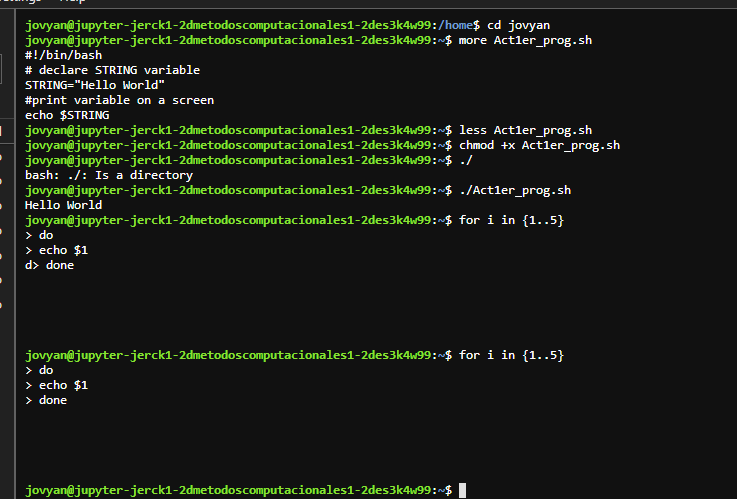 jovyan@jupyter-jerck1-2dmetodoscomputacionales1-2des3k4w99:/home$ cd jovyan
jovyan@jupyter-jerck1-2dmetodoscomputacionales1-2des3k4w99:~$ more Act1er_prog.sh
#!/bin/bash
# declare STRING variable
STRING="Hello World"
#print variable on a screen
echo $STRING
jovyan@jupyter-jerck1-2dmetodoscomputacionales1-2des3k4w99:~$ less Act1er_prog.sh
jovyan@jupyter-jerck1-2dmetodoscomputacionales1-2des3k4w99:~$ chmod +x Act1er_prog.sh
jovyan@jupyter-jerck1-2dmetodoscomputacionales1-2des3k4w99:~$ ./
bash: ./: Is a directory
jovyan@jupyter-jerck1-2dmetodoscomputacionales1-2des3k4w99:~$ ./Act1er_prog.sh
Hello World
jovyan@jupyter-jerck1-2dmetodoscomputacionales1-2des3k4w99:~$ for i in {1..5}
> do
> echo $1
d> done
jovyan@jupyter-jerck1-2dmetodoscomputacionales1-2des3k4w99:~$ for i in {1..5}
> do
> echo $1
> done
jovyan@jupyter-jerck1-2dmetodoscomputacionales1-2des3k4w99:~$